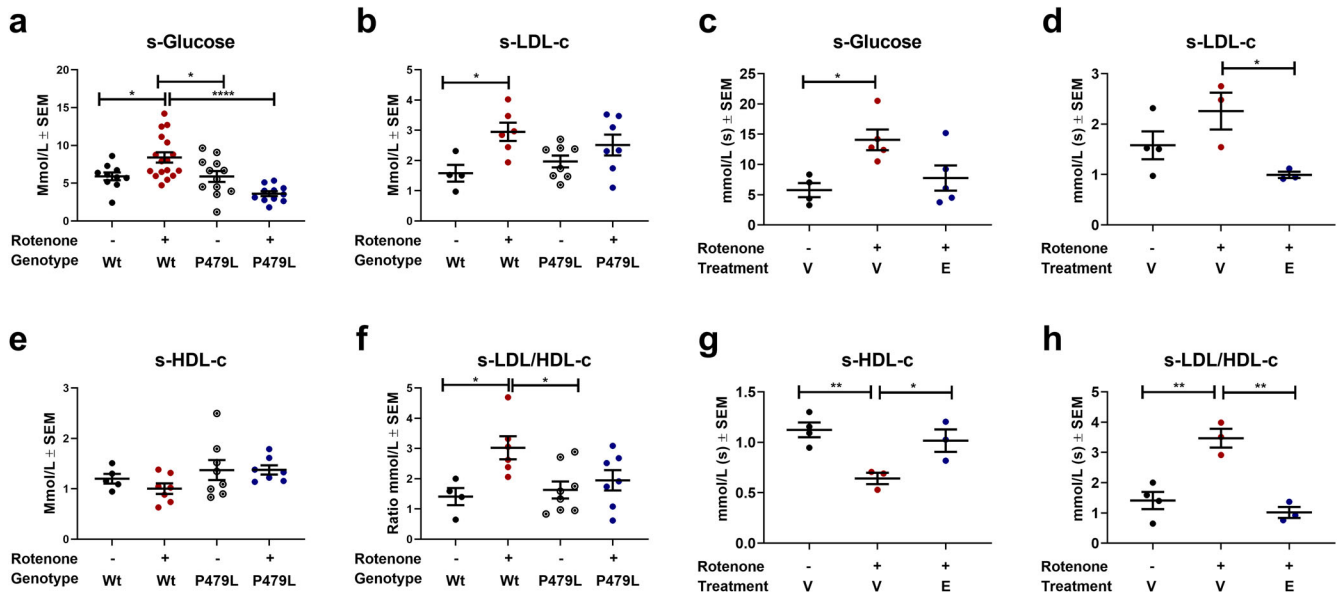 a
s-Glucose
Mmol/L ± SEM
20
15
10
5
0
*
*
****
Rotenone - + - +
Genotype Wt Wt P479L P479L
b
s-LDL-c
Mmol/L ± SEM
5
4
3
2
1
0
*
Rotenone - + - +
Genotype Wt Wt P479L P479L
c
s-Glucose
mmol/L (s) ± SEM
25
20
15
10
5
0
*
Rotenone - + +
Treatment V V E
d
s-LDL-c
mmol/L (s) ± SEM
3
2
1
0
*
Rotenone - + +
Treatment V V E
e
s-HDL-c
Mmol/L ± SEM
3
2
1
0
Rotenone - + - +
Genotype Wt Wt P479L P479L
f
s-LDL/HDL-c
Ratio mmol/L ± SEM
5
4
3
2
1
0
* *
Rotenone - + - +
Genotype Wt Wt P479L P479L
g
s-HDL-c
mmol/L (s) ± SEM
1.5
1.0
0.5
0.0
** *
Rotenone - + +
Treatment V V E
h
s-LDL/HDL-c
mmol/L (s) ± SEM
5
4
3
2
1
0
** **
Rotenone - + +
Treatment V V E